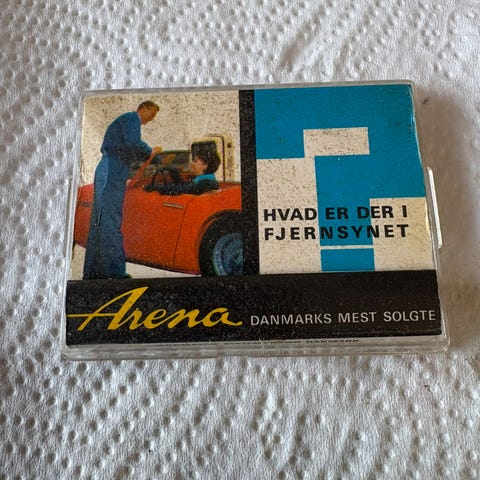 HVAD ER DER I
FJERNSYNET
Arena DANMARKS MEST SOLGTE